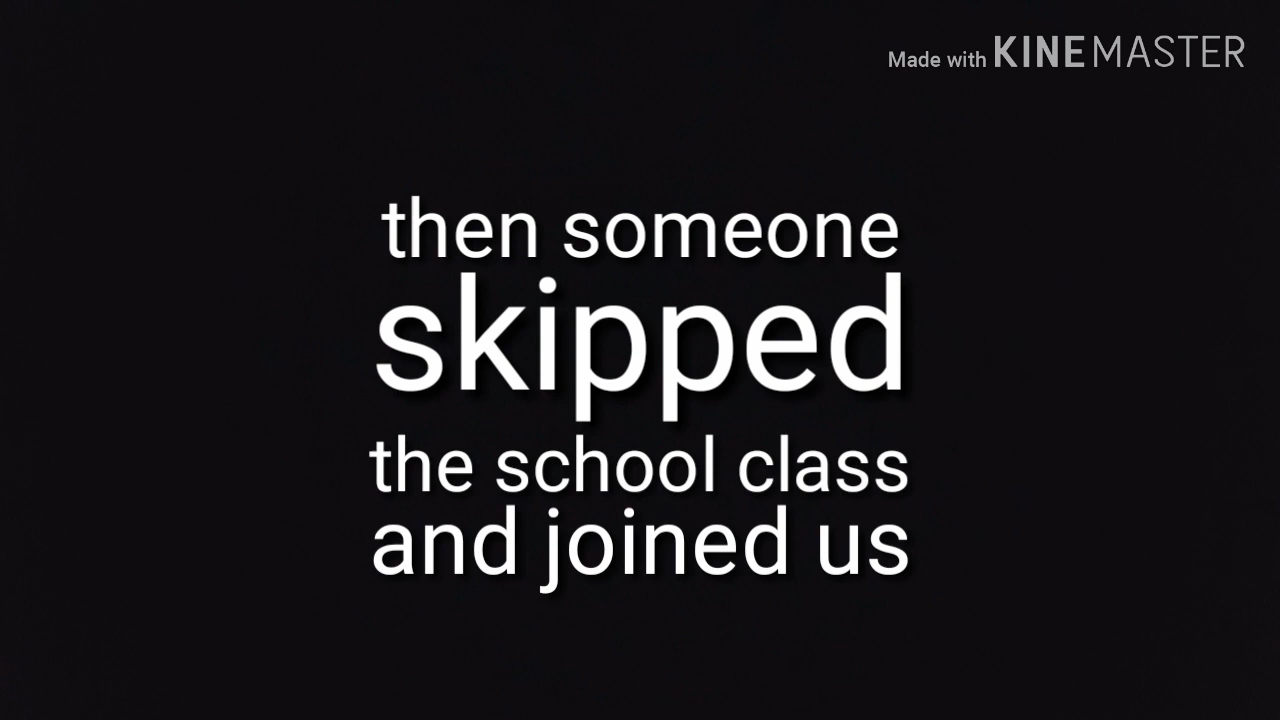 Made with KINEMASTER
then someone
skipped
the school class
and joined us